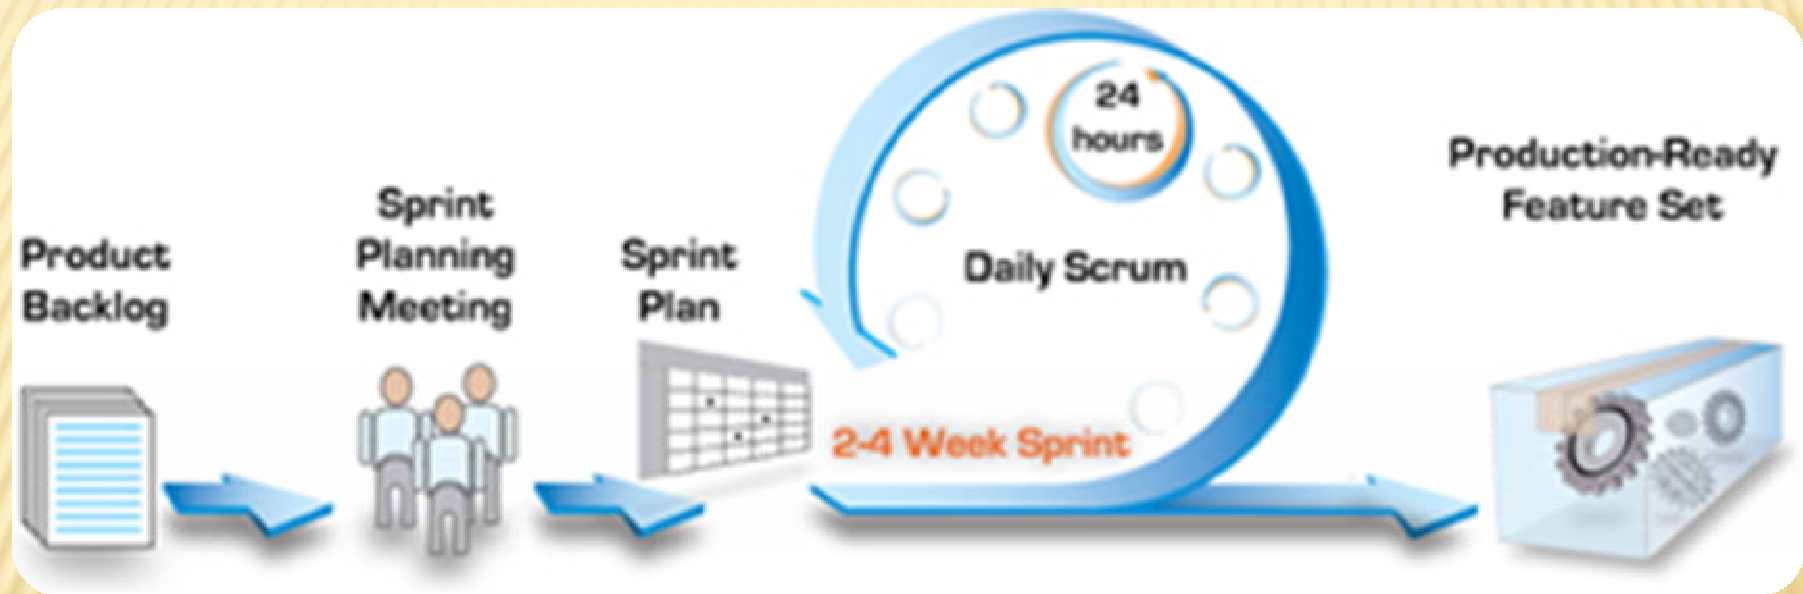 Product
Backlog
Sprint
Planning
Meeting
Sprint
Plan
24
hours
Daily Scrum
2-4 Week Sprint
Production-Ready
Feature Set